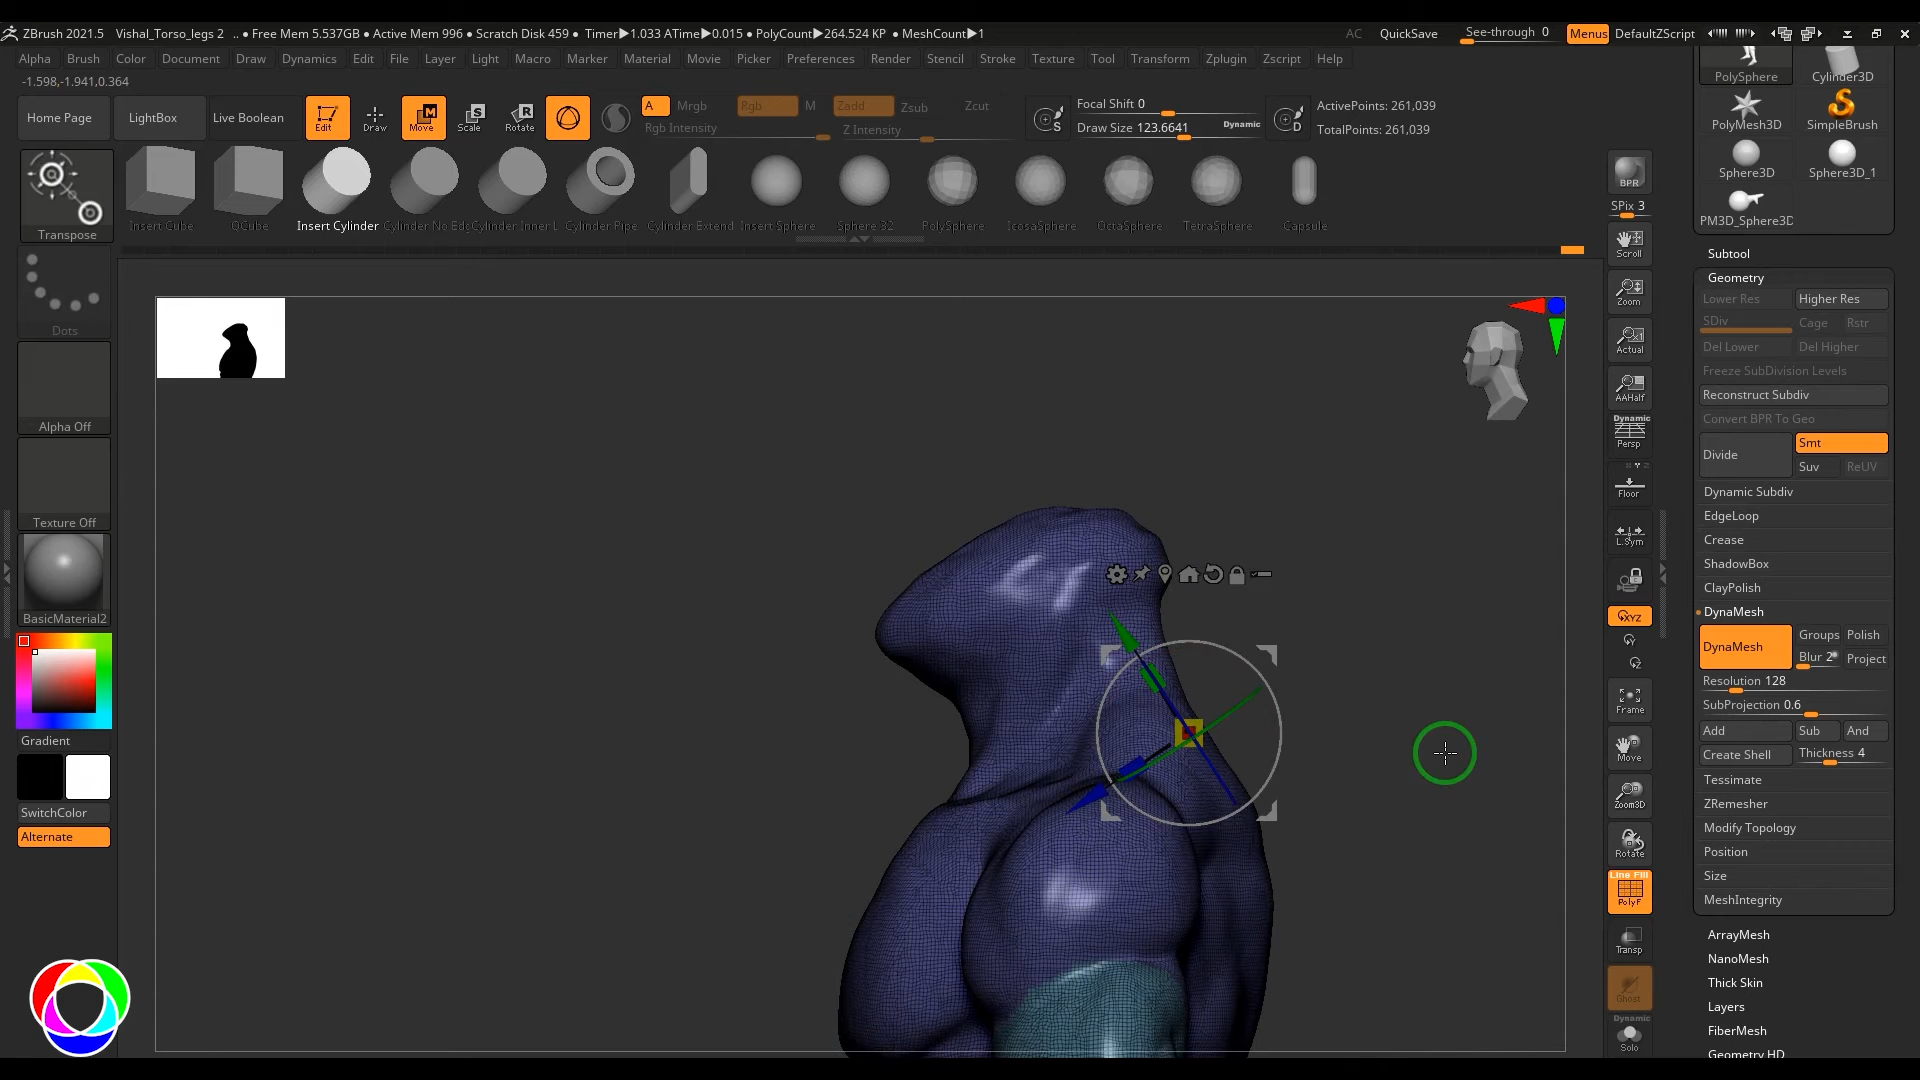 ZBrush 2021.5 Vishal_Torso_legs 2 .. • Free Mem 5.537GB • Active Mem 996 • Scratch Disk 459 • Timer▶1.033 ATime▶0.015 • PolyCount▶264.524 KP • MeshCount▶1 AC QuickSave See-through 0 Menus DefaultZScript
Alpha Brush Color Document Draw Dynamics Edit File Layer Light Macro Marker Material Movie Picker Preferences Render Stencil Stroke Texture Tool Transform Zplugin Zscript Help
-1.598,-1.941,0.364
Home Page LightBox Live Boolean Edit Draw Move Scale Rotate
A Mrgb Rgb M Zadd Zsub Zcut
Rgb Intensity Z Intensity
S Focal Shift 0
Draw Size 123.6641 Dynamic
D ActivePoints: 261,039
TotalPoints: 261,039
Transpose
Insert Cube QCube Insert Cylinder Cylinder No Edg Cylinder Inner L Cylinder Pipe Cylinder Extend Insert Sphere Sphere 32 PolySphere IcosaSphere OctaSphere TetraSphere Capsule
Dots
Alpha Off
Texture Off
BasicMaterial2
Gradient
SwitchColor
Alternate
BPR
SPix 3
Scroll
Zoom
Actual
AAHalf
Dynamic
Persp
Floor
L.Sym
XYZ
Y
Z
Frame
Move
Zoom3D
Rotate
Line Fill
PolyF
Transp
Ghost
Dynamic
Solo
PolySphere Cylinder3D
PolyMesh3D SimpleBrush
Sphere3D Sphere3D_1
PM3D_Sphere3D
Subtool
Geometry
Lower Res Higher Res
SDiv Cage Rstr
Del Lower Del Higher
Freeze SubDivision Levels
Reconstruct Subdiv
Convert BPR To Geo
Divide Smt
Suv ReUV
Dynamic Subdiv
EdgeLoop
Crease
ShadowBox
ClayPolish
DynaMesh
DynaMesh Groups Polish
Blur 2 Project
Resolution 128
SubProjection 0.6
Add Sub And
Create Shell Thickness 4
Tessimate
ZRemesher
Modify Topology
Position
Size
MeshIntegrity
ArrayMesh
NanoMesh
Thick Skin
Layers
FiberMesh
Geometry HD